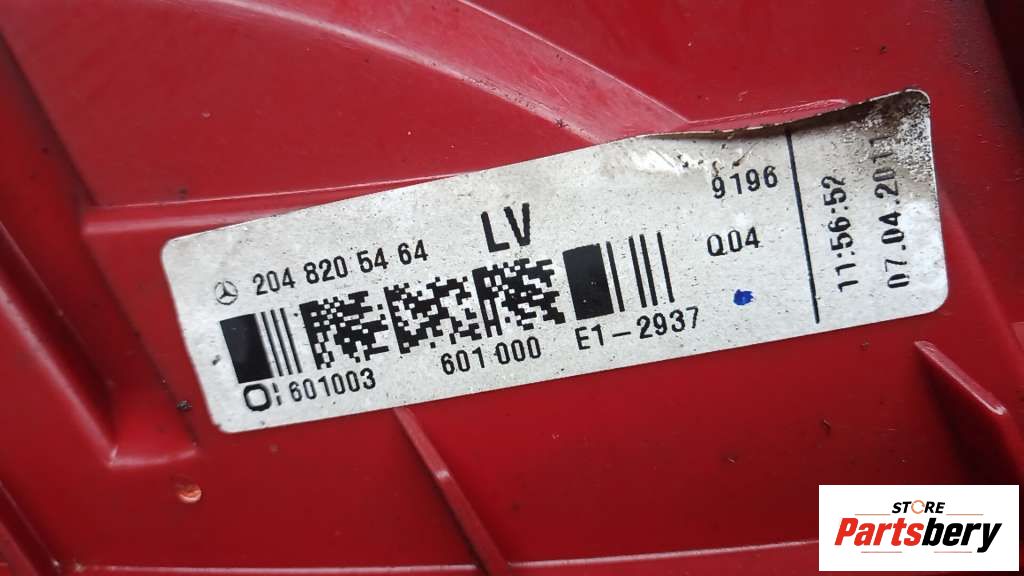 204 820 54 64
LV
9196
Q04
601003
601 000
E1-2937
11:56:52
07.04.2011
STORE
Partsbery